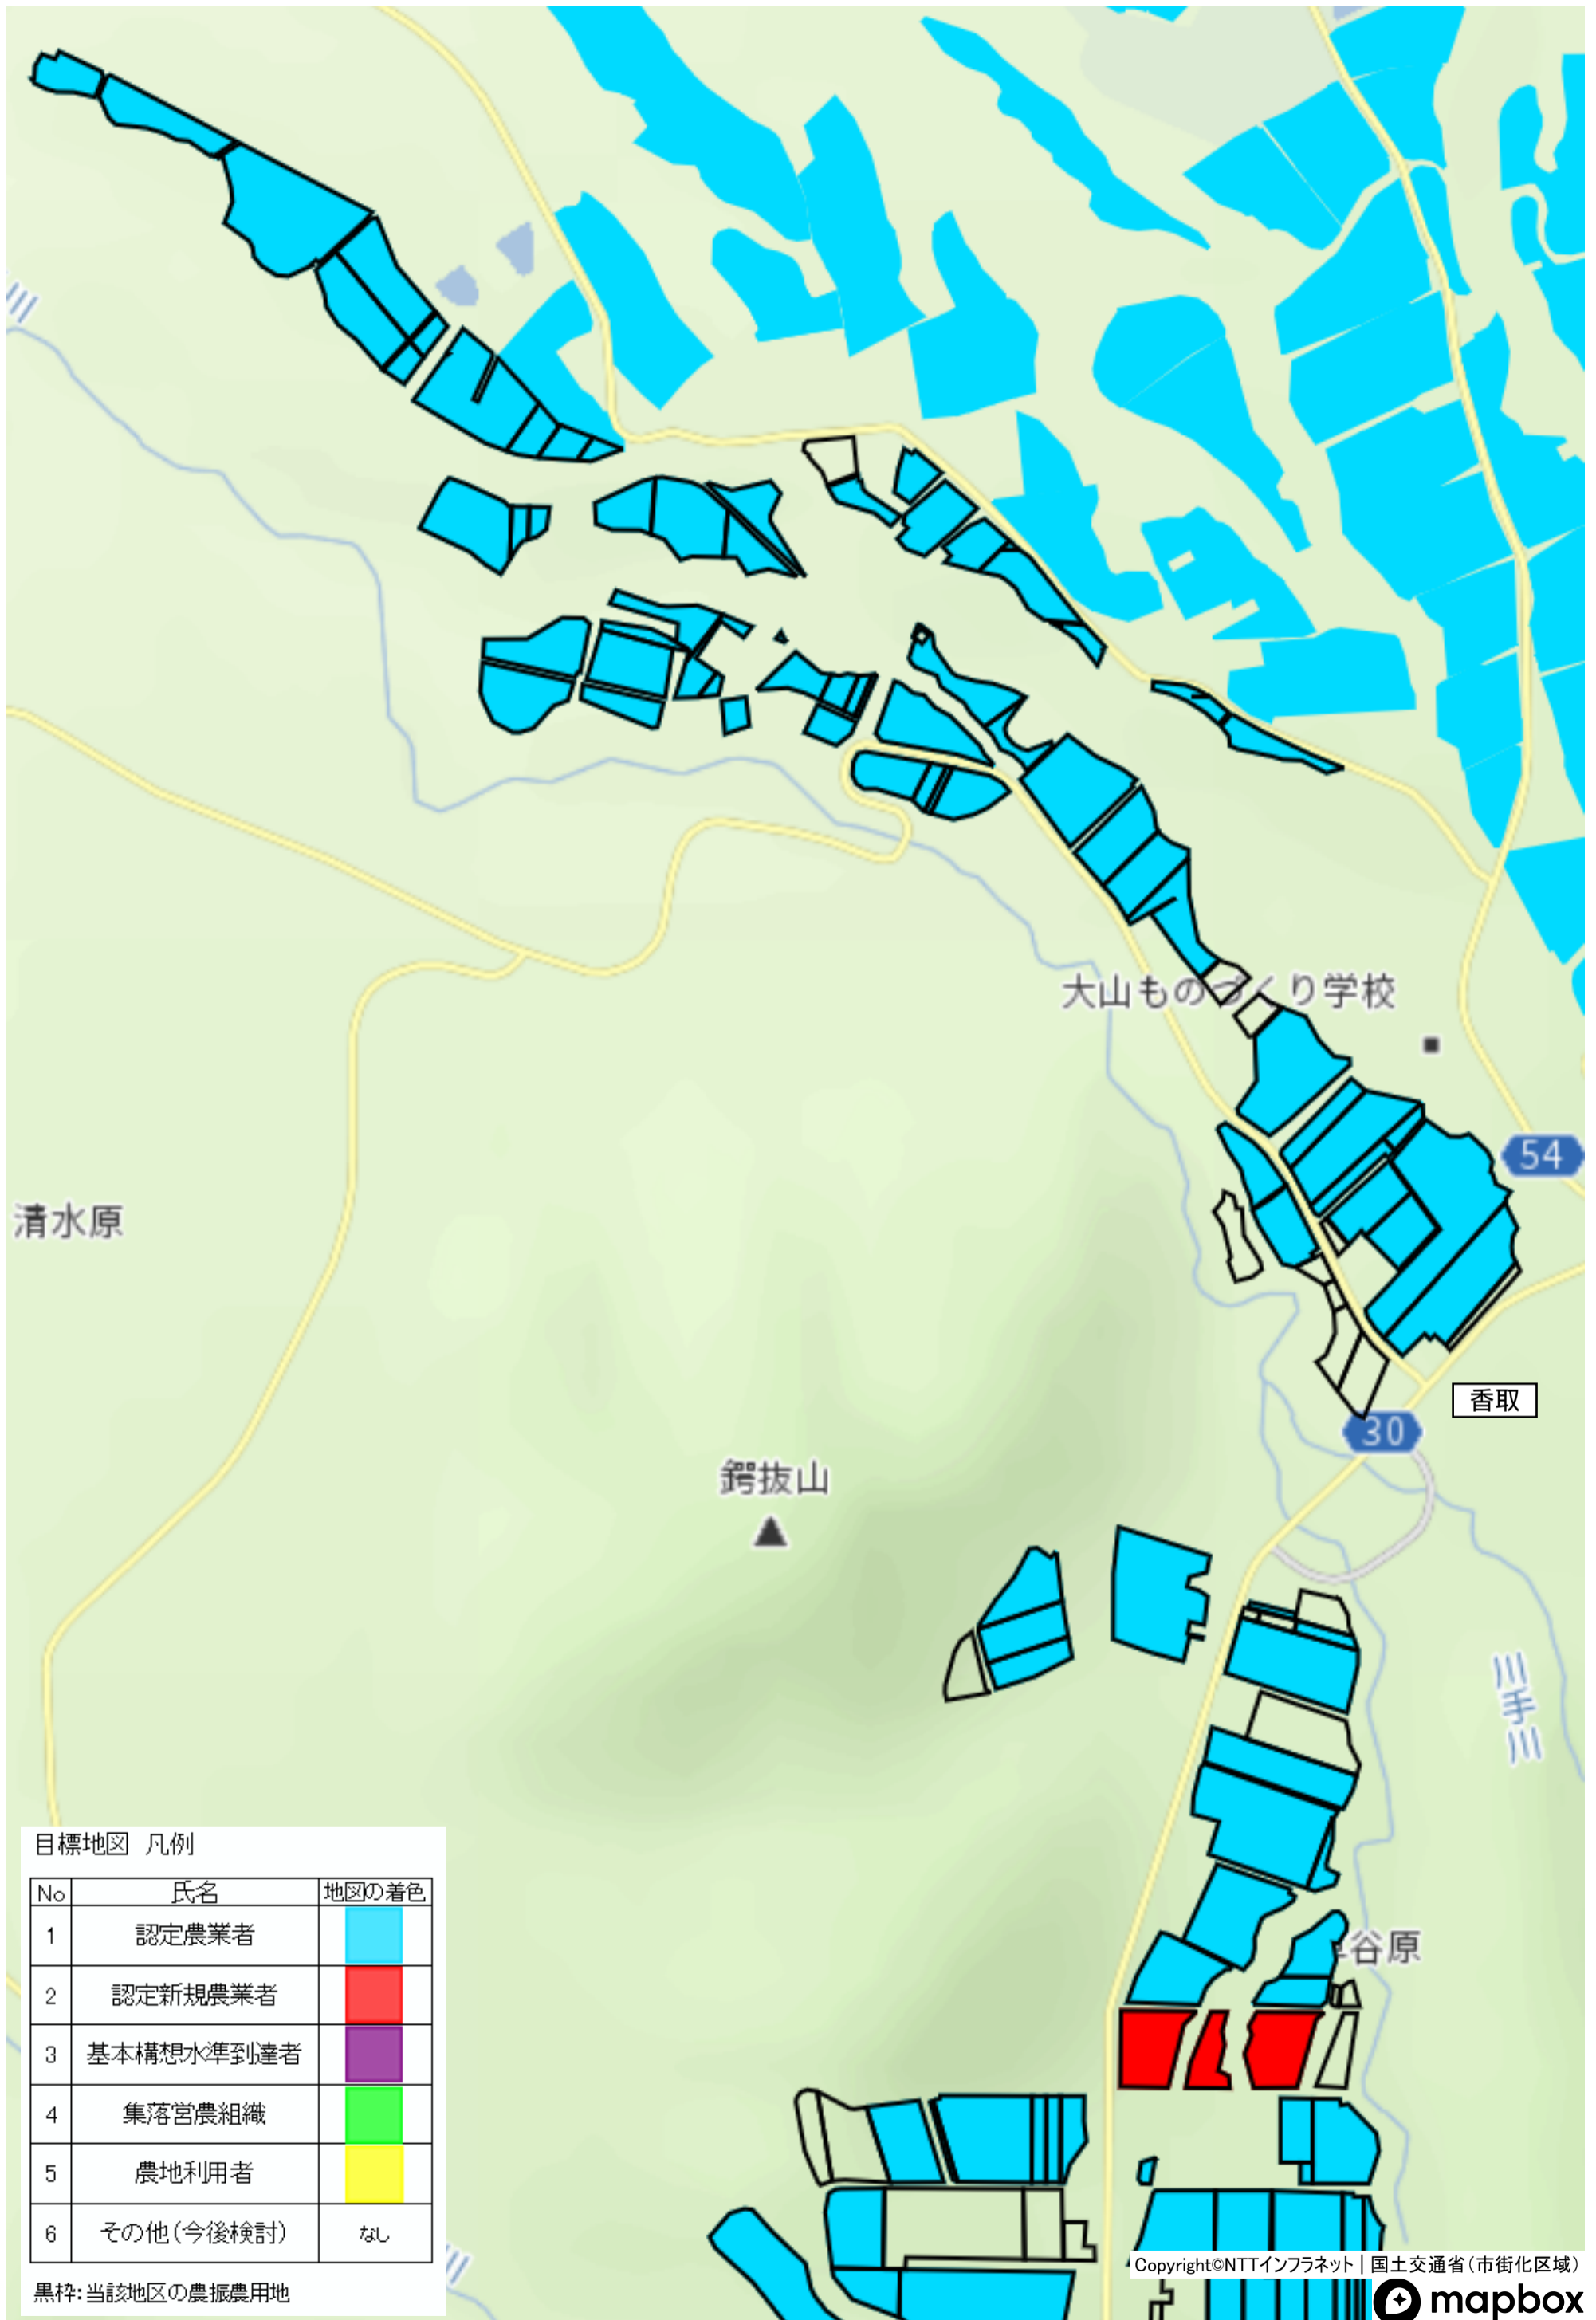 川
大山ものづくり学校
54
清水原
香取
30
鍔抜山
川手川
谷原
目標地図 凡例
No 氏名 地図の着色
1 認定農業者
2 認定新規農業者
3 基本構想水準到達者
4 集落営農組織
5 農地利用者
6 その他(今後検討) なし
黒枠:当該地区の農振農用地
川
Copyright©NTTインフラネット | 国土交通省(市街化区域)
mapbox